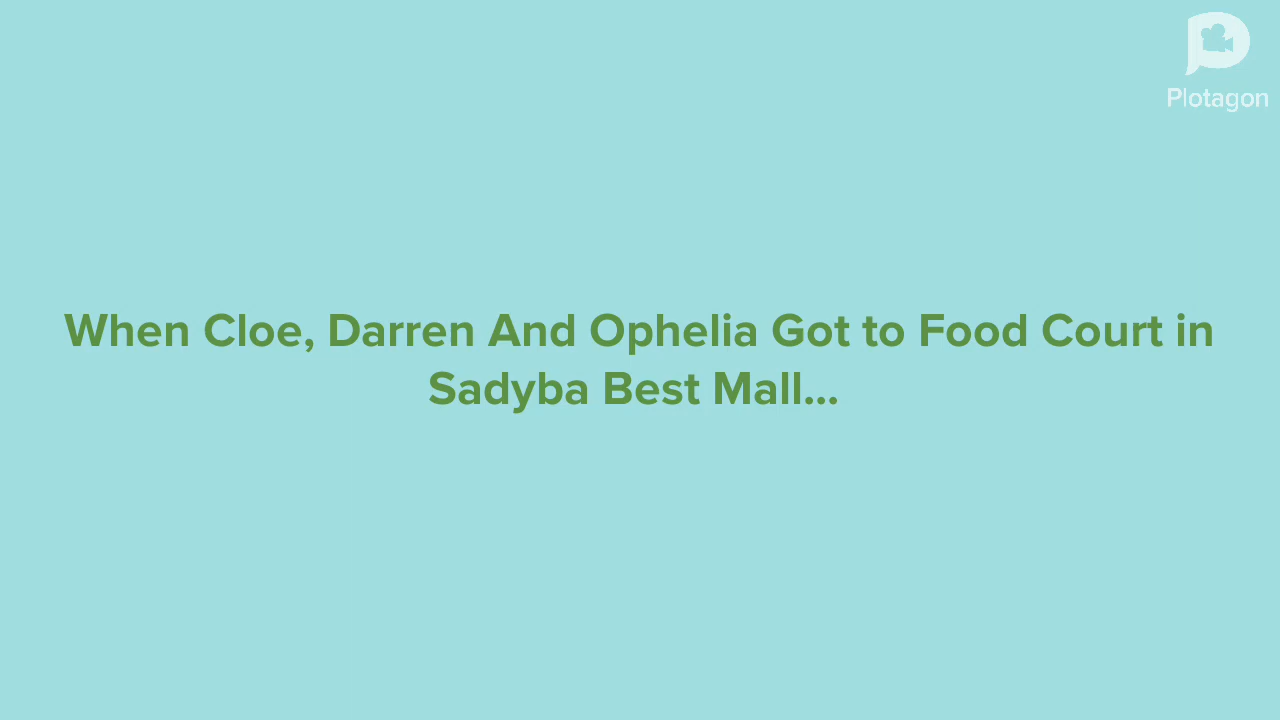 Plotagon
When Cloe, Darren And Ophelia Got to Food Court in
Sadyba Best Mall...